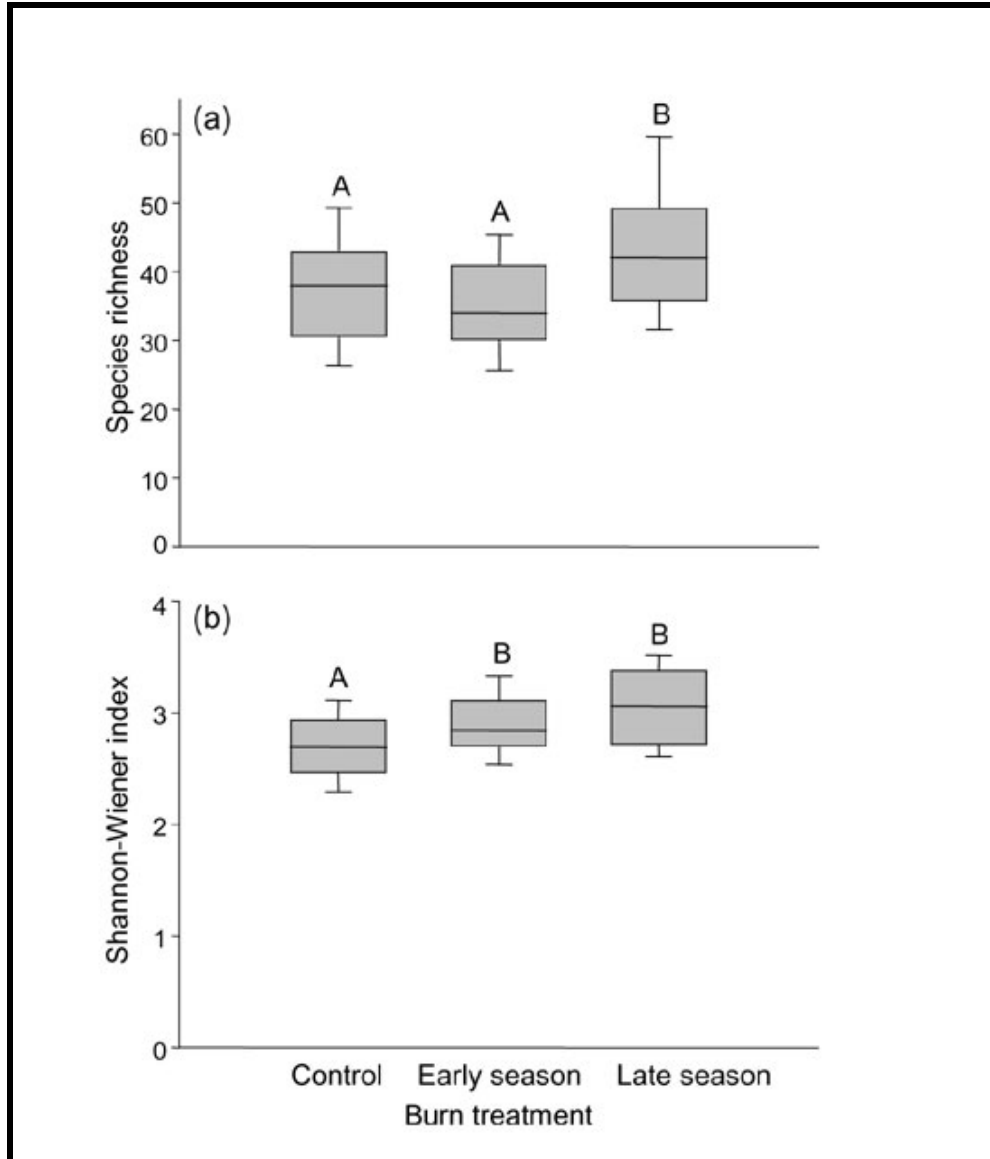 (a)
B
A
A
60
50
40
30
20
10
0
Species richness
(b)
B
B
A
4
3
2
1
0
Shannon-Wiener index
Control Early season Late season
Burn treatment